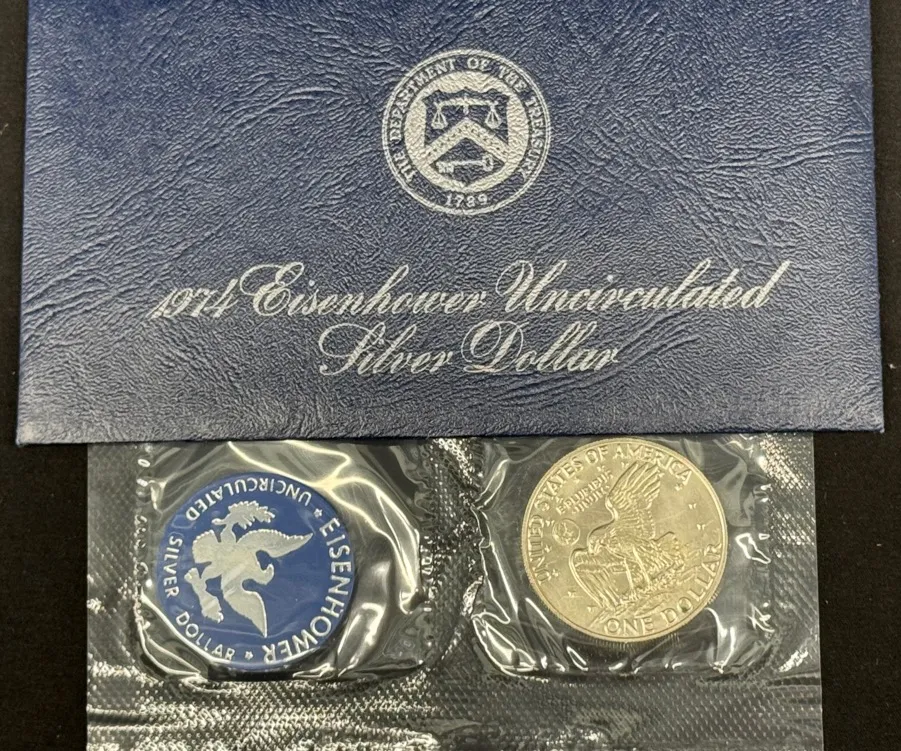 THE DEPARTMENT OF THE TREASURY
1789
1974 Eisenhower Uncirculated
Silver Dollar
EISENHOWER
UNCIRCULATED
SILVER DOLLAR
UNITED STATES OF AMERICA
E PLURIBUS
UNUM
ONE DOLLAR